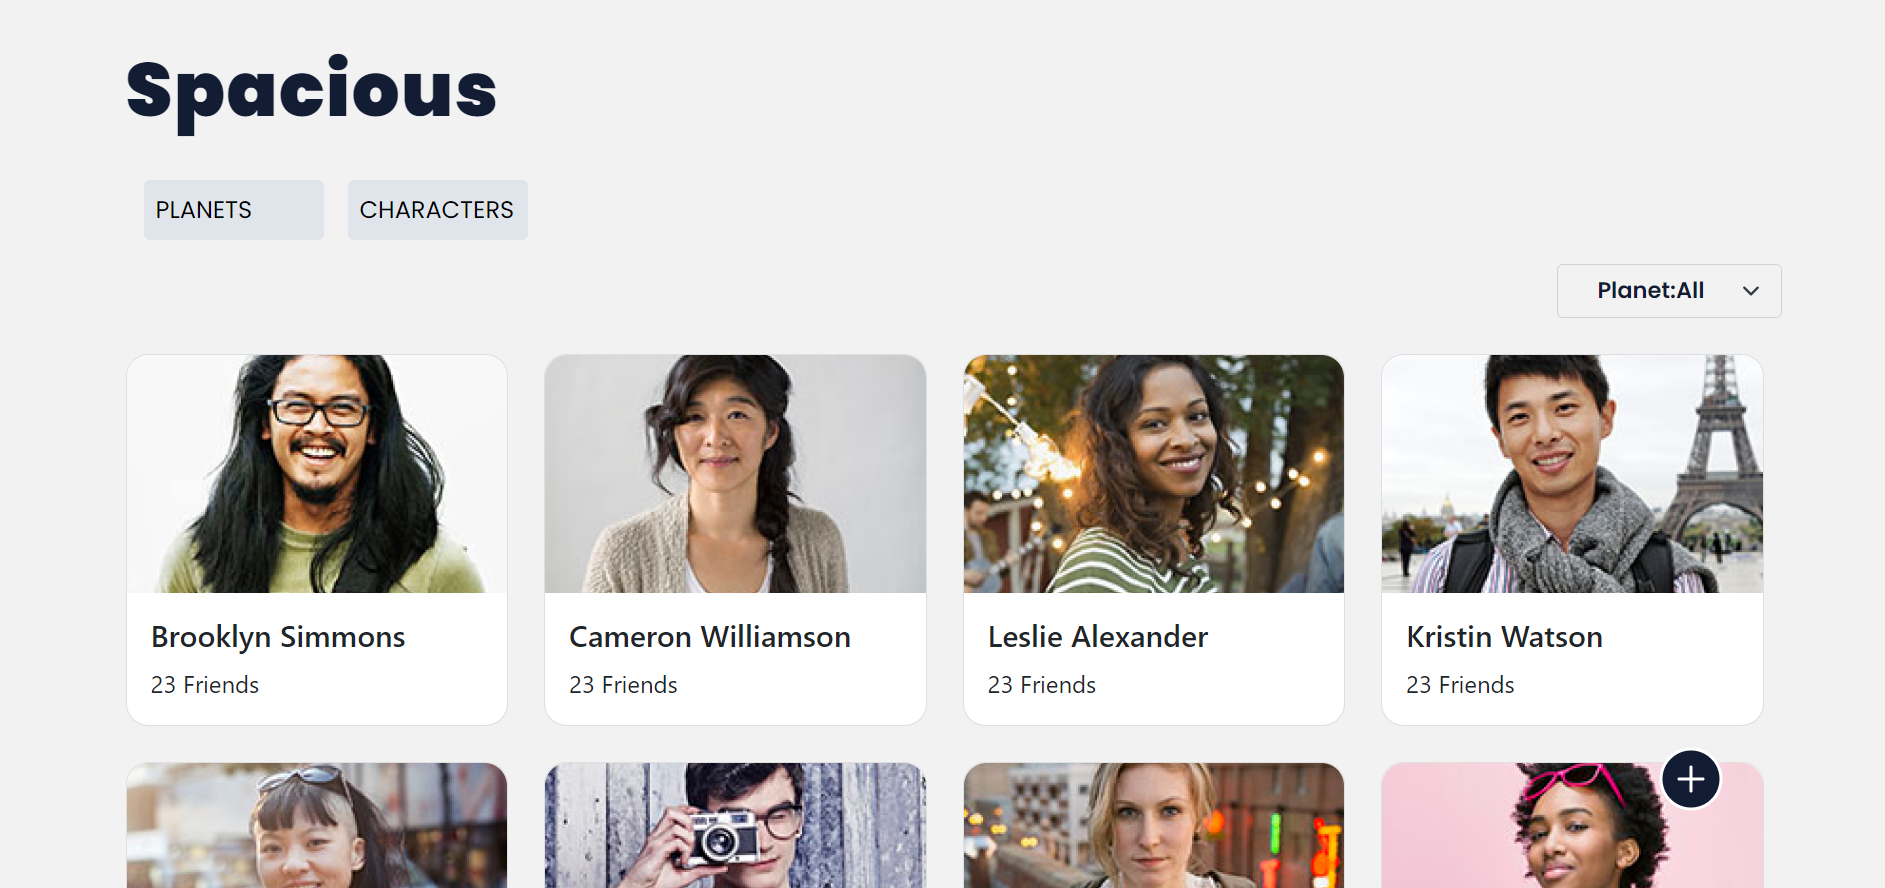 Spacious
PLANETS
CHARACTERS
Planet:All
Brooklyn Simmons
23 Friends
Cameron Williamson
23 Friends
Leslie Alexander
23 Friends
Kristin Watson
23 Friends